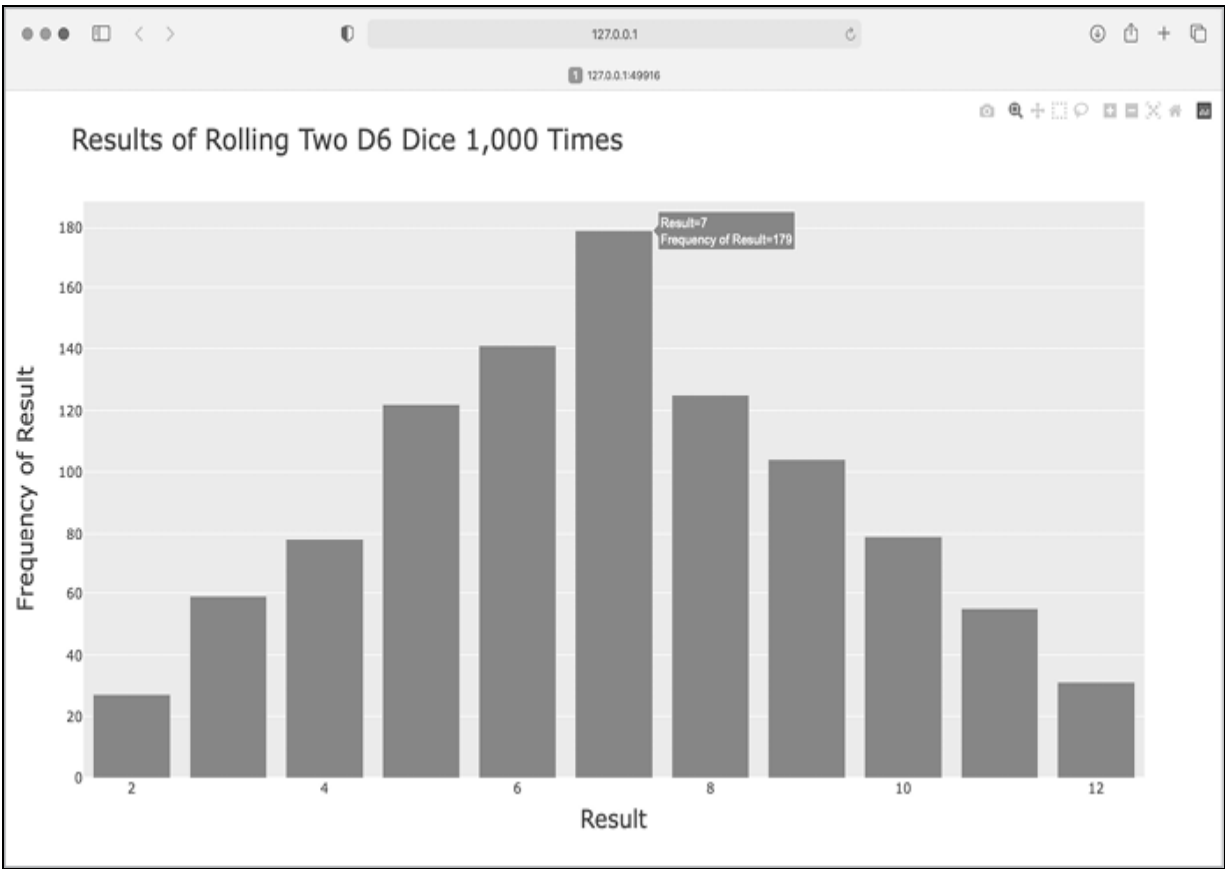 127.0.0.1
1 127.0.0.1:49916
Results of Rolling Two D6 Dice 1,000 Times
180
160
140
120
100
80
60
40
20
0
Frequency of Result
Result=7
Frequency of Result=179
2 4 6 8 10 12
Result